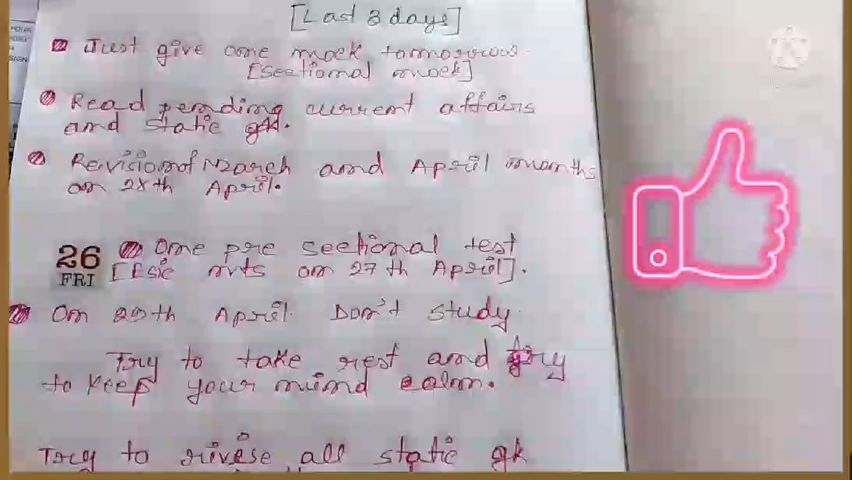 [Last 3 days]
Just give one mock tomorrow.
[sectional mock]
Read pending current affairs
and static gk.
Revision of March and April months
on 28th April.
26 One pre sectional test
FRI [Esic mts on 27th April].
On 29th April Don't study
Try to take rest and try
to keep your mind calm.
Try to rivise all static gk